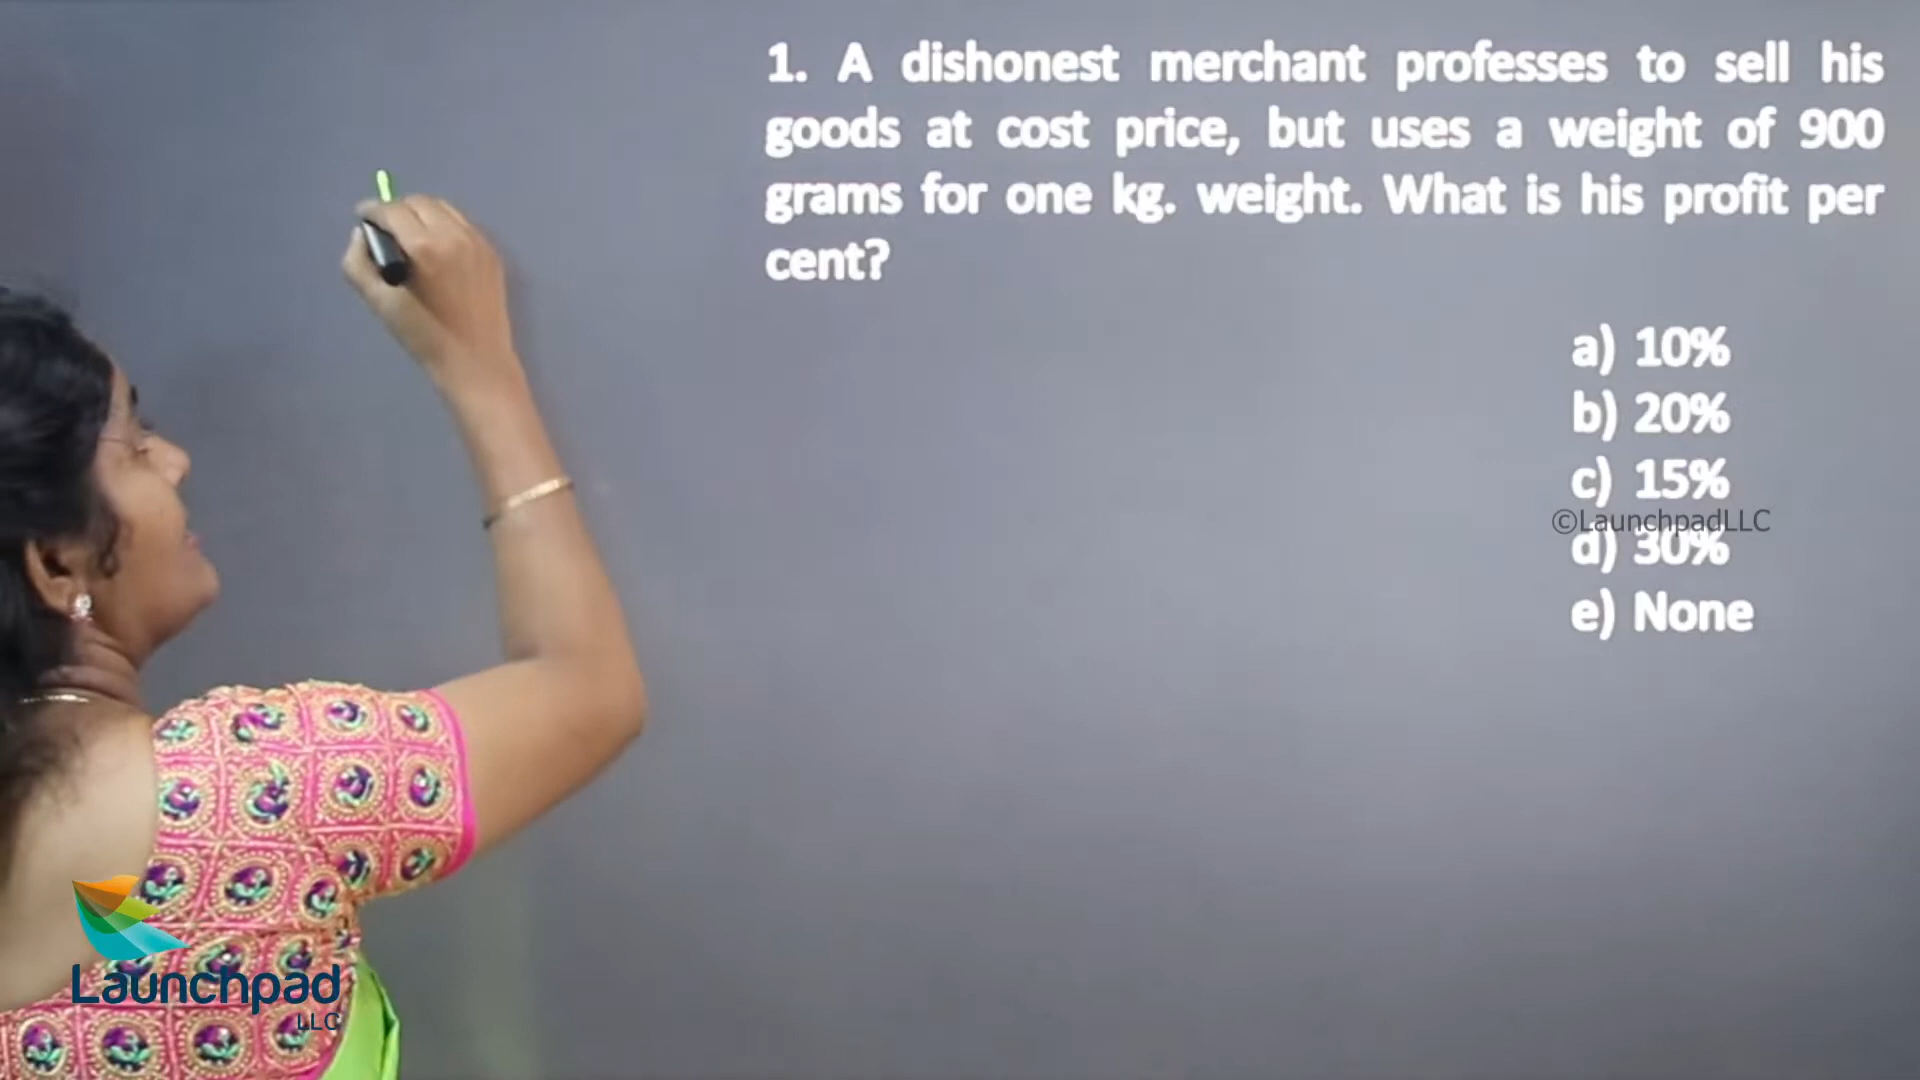 1. A dishonest merchant professes to sell his
goods at cost price, but uses a weight of 900
grams for one kg. weight. What is his profit per
cent?
a) 10%
b) 20%
c) 15%
©LaunchpadLLC
d) 30%
e) None
Launchpad
LLC